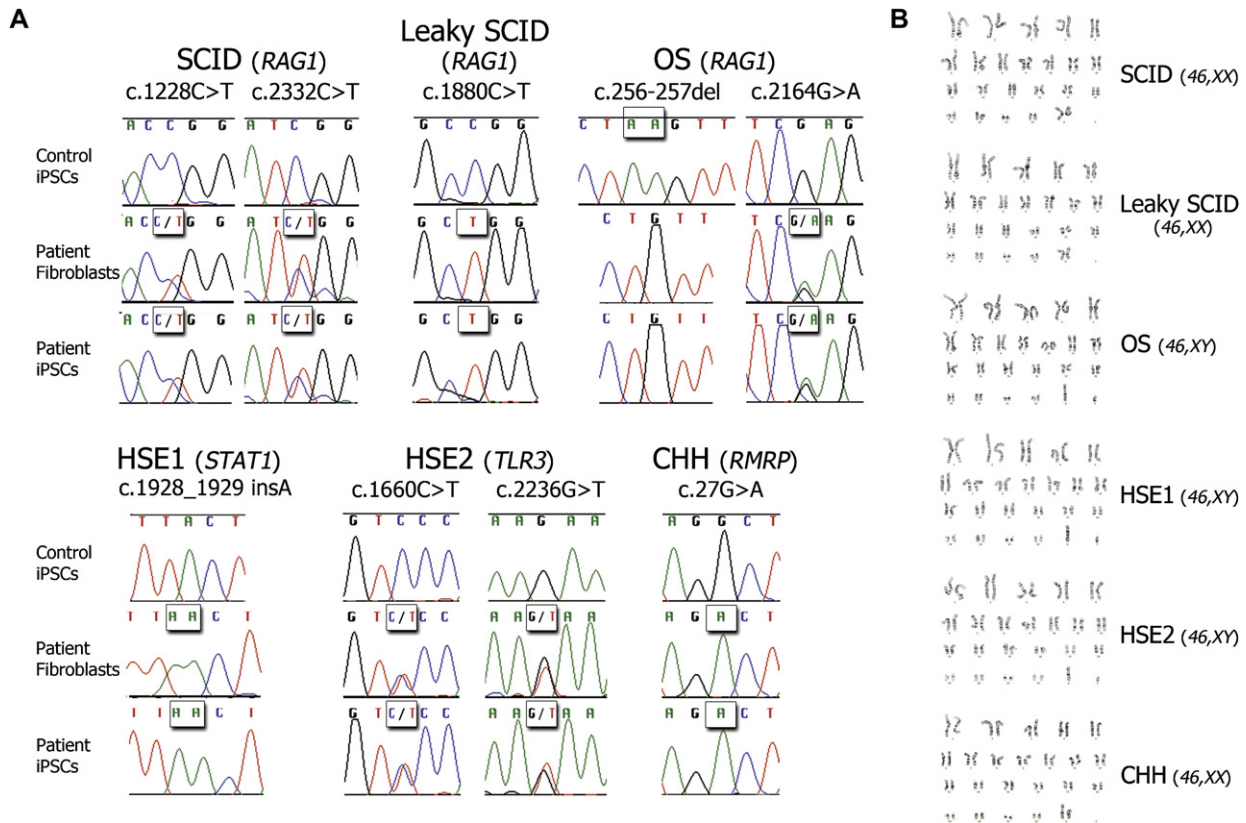 A
B
Leaky SCID
SCID (RAG1)
(RAG1)
OS (RAG1)
c.1228C>T
c.2332C>T
c.1880C>T
c.256-257del
c.2164G>A
A C C G G
A T C G G
G C C G G
C T A A G T T
T C G A G
Control
iPSCs
A C C/T G G
A T C/T G G
G C T G G
C T G T T
T C G/A A G
Patient
Fibroblasts
A C C/T G G
A T C/T G G
G C T G G
C T G T T
T C G/A A G
Patient
iPSCs
HSE1 (STAT1)
HSE2 (TLR3)
CHH (RMRP)
c.1928_1929 insA
c.1660C>T
c.2236G>T
c.27G>A
T T A C T
G T C C C
A A G A A
A G G C T
Control
iPSCs
T T A A C T
G T C/T C C
A A G/T A A
A G A C T
Patient
Fibroblasts
T T A A C T
G T C/T C C
A A G/T A A
A G A C T
Patient
iPSCs
SCID (46,XX)
Leaky SCID
(46,XX)
OS (46,XY)
HSE1 (46,XY)
HSE2 (46,XY)
CHH (46,XX)